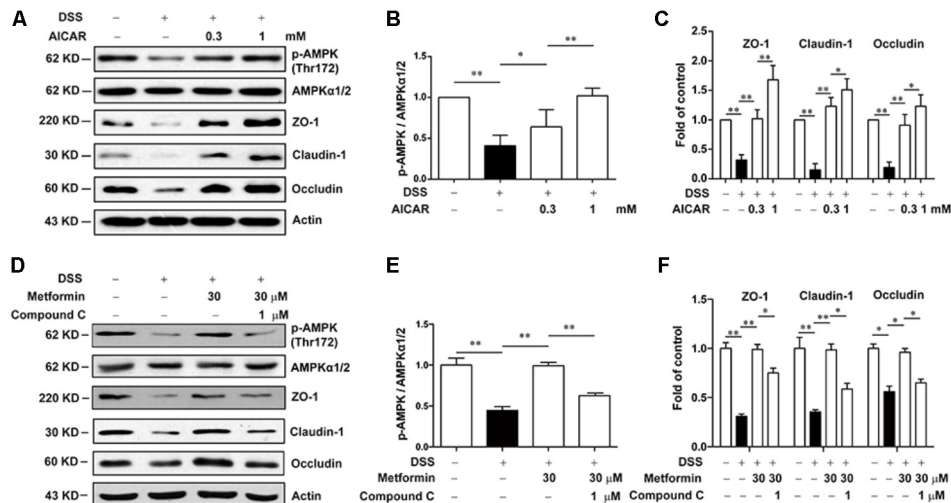 A
DSS – + + +
AICAR – – 0.3 1 mM
62 KD – p-AMPK
(Thr172)
62 KD – AMPKα1/2
220 KD – ZO-1
30 KD – Claudin-1
60 KD – Occludin
43 KD – Actin
B
p-AMPK / AMPKα1/2
1.5
1.0
0.5
0.0
** * **
DSS – + + +
AICAR – – 0.3 1 mM
C
Fold of control
2.5
2.0
1.5
1.0
0.5
0.0
ZO-1 Claudin-1 Occludin
** ** ** ** ** * ** ** *
DSS – + + + – + + + – + + +
AICAR – – 0.3 1 – – 0.3 1 – – 0.3 1 mM
D
DSS – + + +
Metformin – – 30 30 μM
Compound C – – – 1 μM
62 KD – p-AMPK
(Thr172)
62 KD – AMPKα1/2
220 KD – ZO-1
30 KD – Claudin-1
60 KD – Occludin
43 KD – Actin
E
p-AMPK / AMPKα1/2
1.5
1.0
0.5
0.0
** ** **
DSS – + + +
Metformin – – 30 30 μM
Compound C – – – 1 μM
F
Fold of control
1.5
1.0
0.5
0.0
ZO-1 Claudin-1 Occludin
** ** * ** ** * * * *
DSS – + + + – + + + – + + +
Metformin – – 30 30 – – 30 30 – – 30 30 μM
Compound C – – – 1 – – – 1 – – – 1 μM